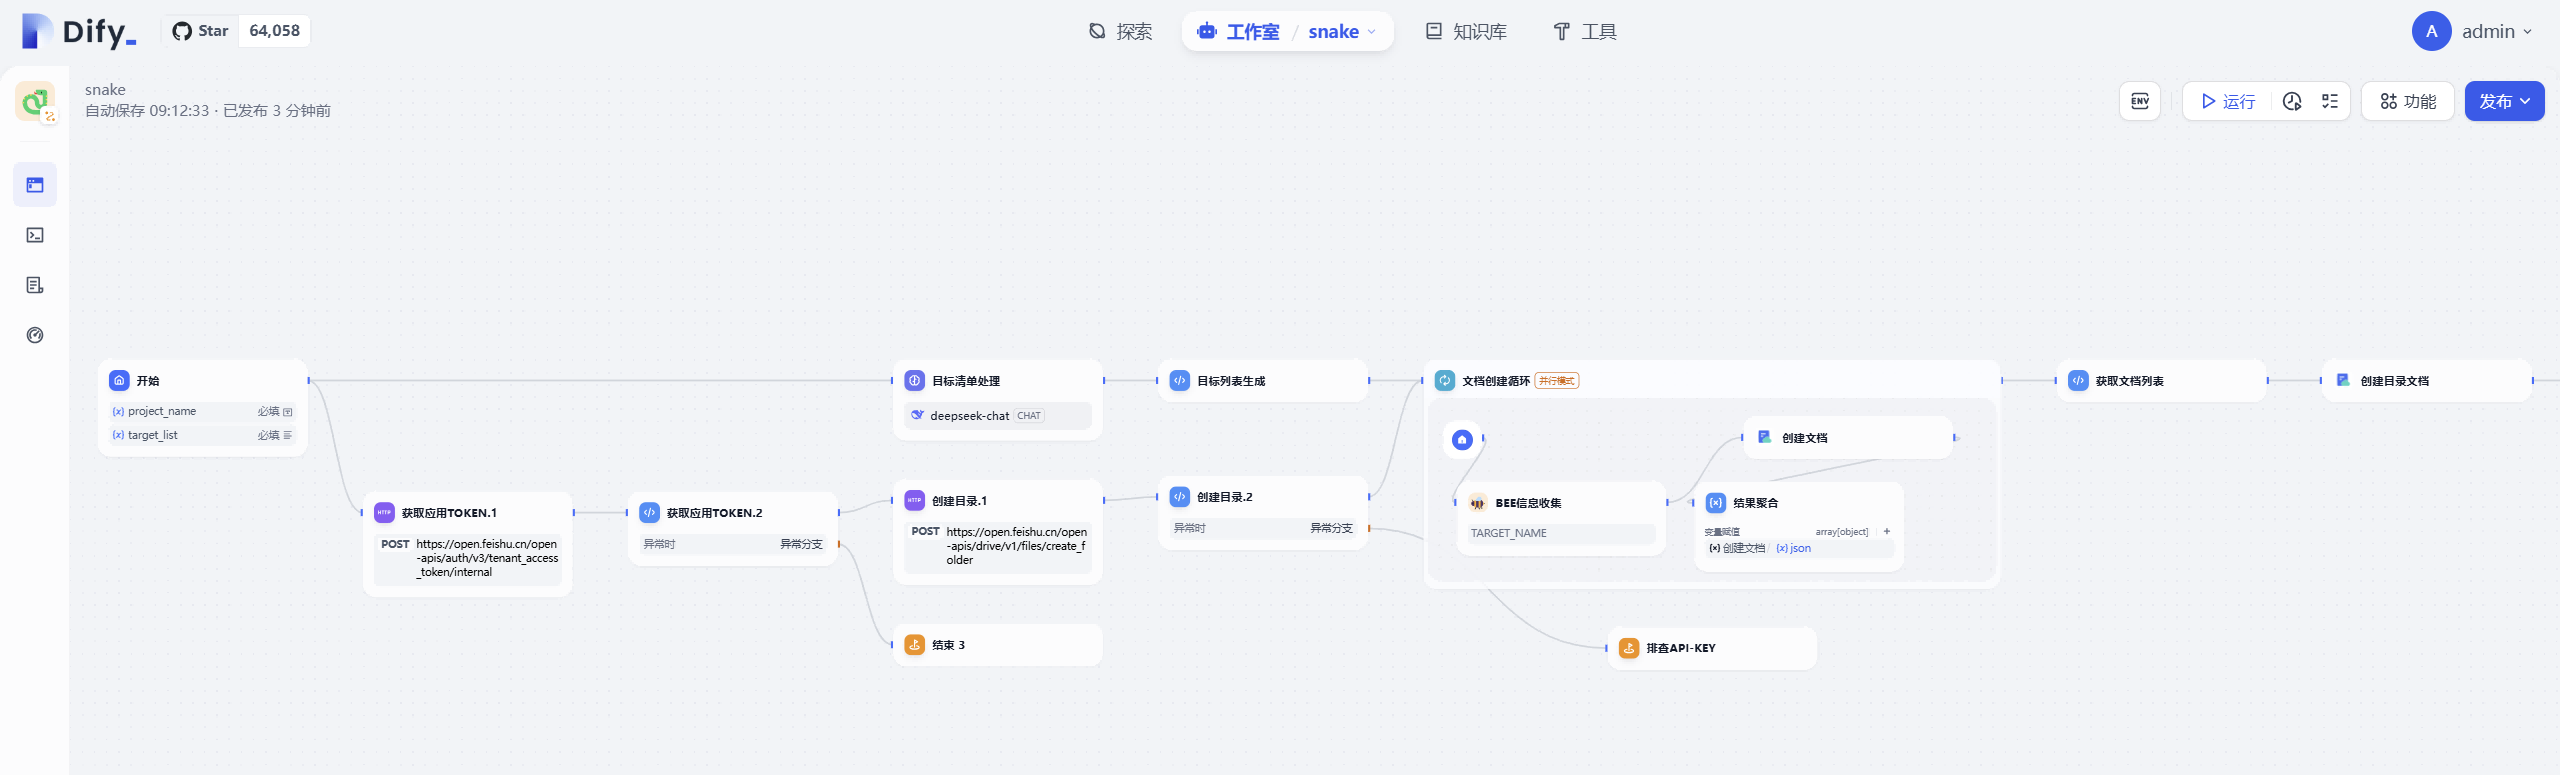 Dify_
Star 64,058
探索
工作室 / snake
知识库
工具
A admin
snake
自动保存 09:12:33 · 已发布 3 分钟前
ENV
运行
功能
发布
开始
{x} project_name 必填
{x} target_list 必填
HTTP 获取应用TOKEN.1
POST https://open.feishu.cn/open
-apis/auth/v3/tenant_access
_token/internal
获取应用TOKEN.2
异常时 异常分支
目标清单处理
deepseek-chat CHAT
HTTP 创建目录.1
POST https://open.feishu.cn/open
-apis/drive/v1/files/create_f
older
结束 3
目标列表生成
创建目录.2
异常时 异常分支
文档创建循环 并行模式
BEE信息收集
TARGET_NAME
创建文档
{x} 结果聚合
变量赋值 array[object] +
{x} 创建文档 / {x} json
排查API-KEY
获取文档列表
创建目录文档